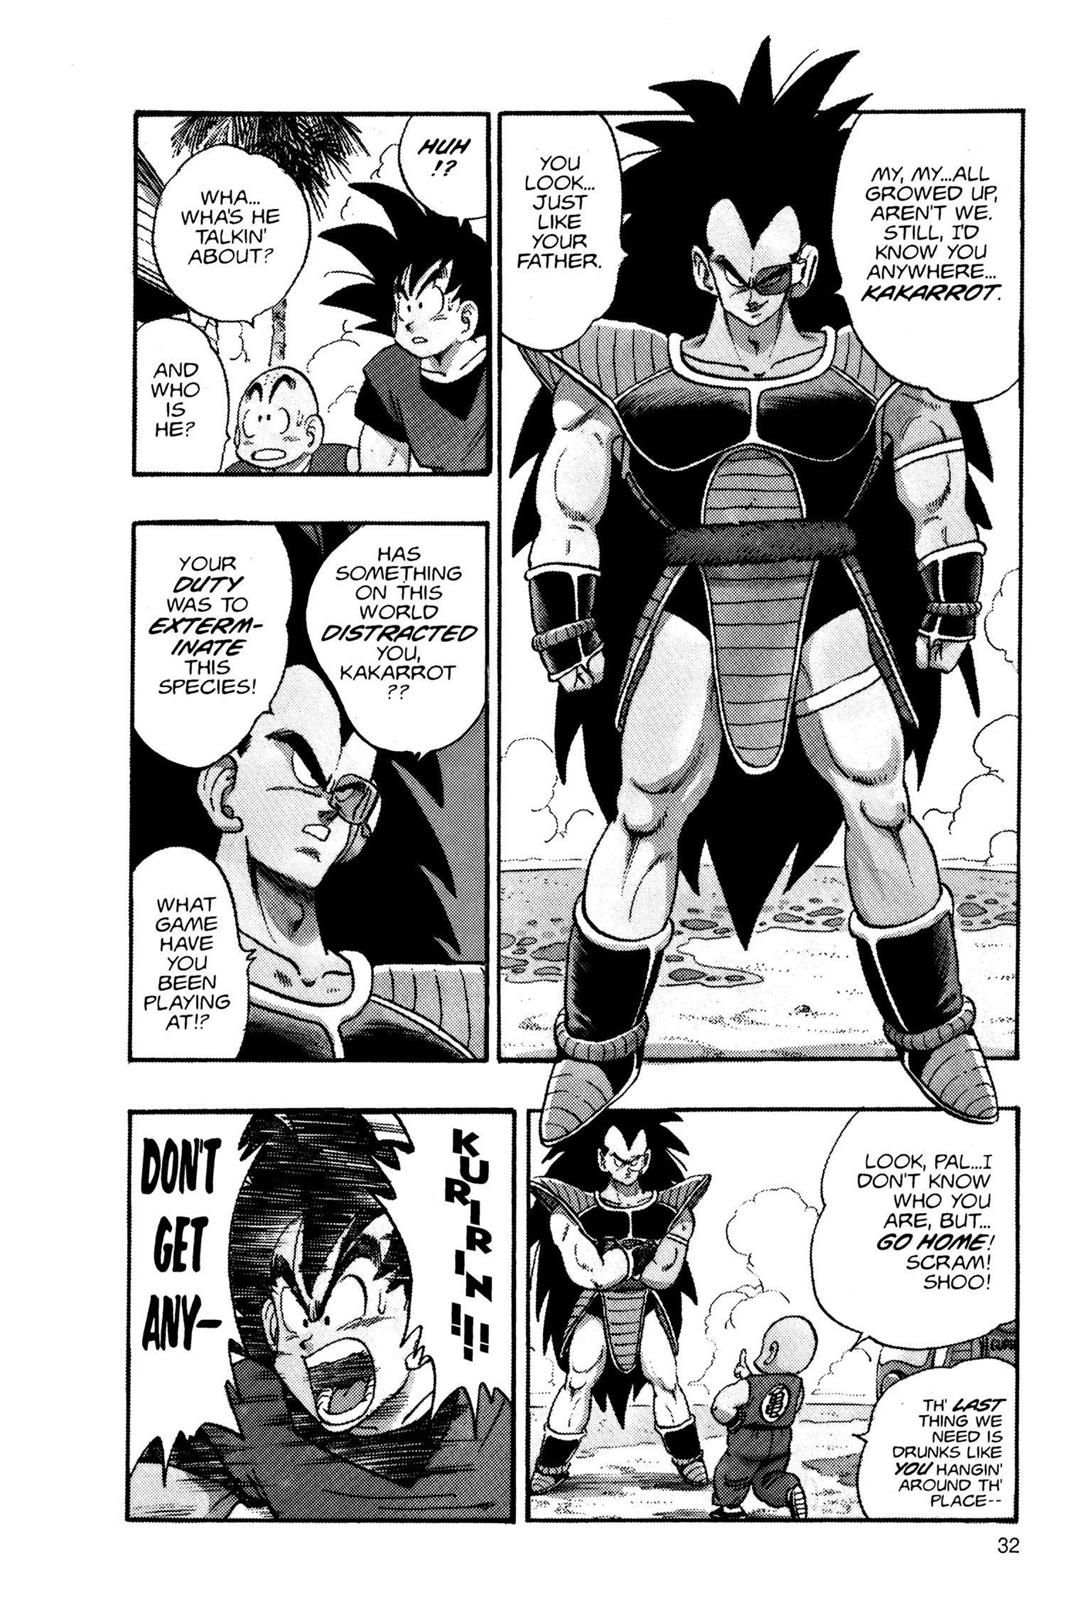 MY, MY...ALL
GROWED UP,
AREN'T WE.
STILL, I'D
KNOW YOU
ANYWHERE...
KAKARROT.
YOU
LOOK...
JUST
LIKE
YOUR
FATHER.
HUH
!?
WHA...
WHA'S HE
TALKIN'
ABOUT?
AND
WHO
IS
HE?
HAS
SOMETHING
ON THIS
WORLD
DISTRACTED
YOU,
KAKARROT
??
YOUR
DUTY
WAS TO
EXTERM-
INATE
THIS
SPECIES!
WHAT
GAME
HAVE
YOU
BEEN
PLAYING
AT!?
LOOK, PAL...I
DON'T KNOW
WHO YOU
ARE, BUT...
GO HOME!
SCRAM!
SHOO!
TH' LAST
THING WE
NEED IS
DRUNKS LIKE
YOU HANGIN'
AROUND TH'
PLACE--
KURIRIN!!!
DON'T
GET
ANY—
32